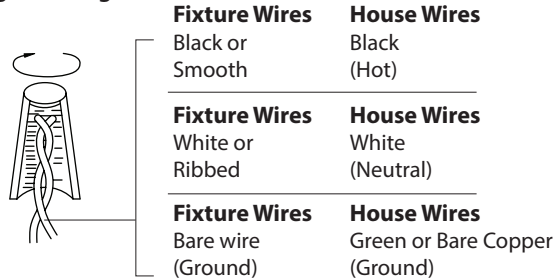 Fixture Wires House Wires
Black or Black
Smooth (Hot)
Fixture Wires House Wires
White or White
Ribbed (Neutral)
Fixture Wires House Wires
Bare wire Green or Bare Copper
(Ground) (Ground)